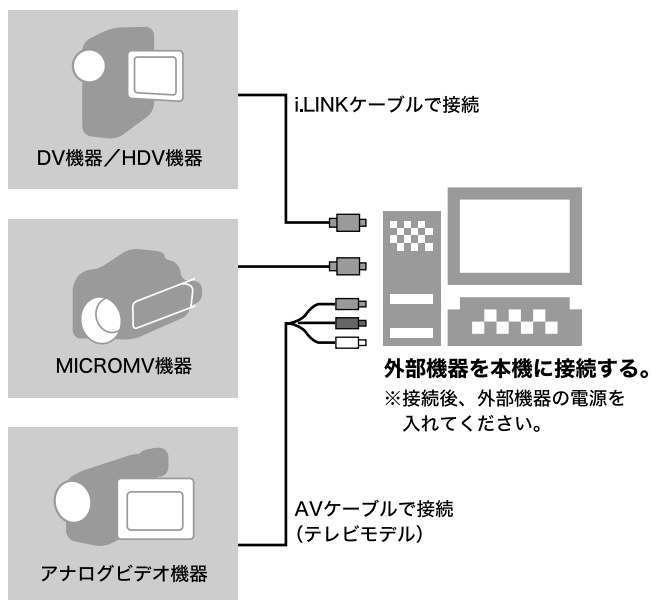 i.LINKケーブルで接続
DV機器／HDV機器
MICROMV機器
外部機器を本機に接続する。
※接続後、外部機器の電源を
入れてください。
AVケーブルで接続
（テレビモデル）
アナログビデオ機器